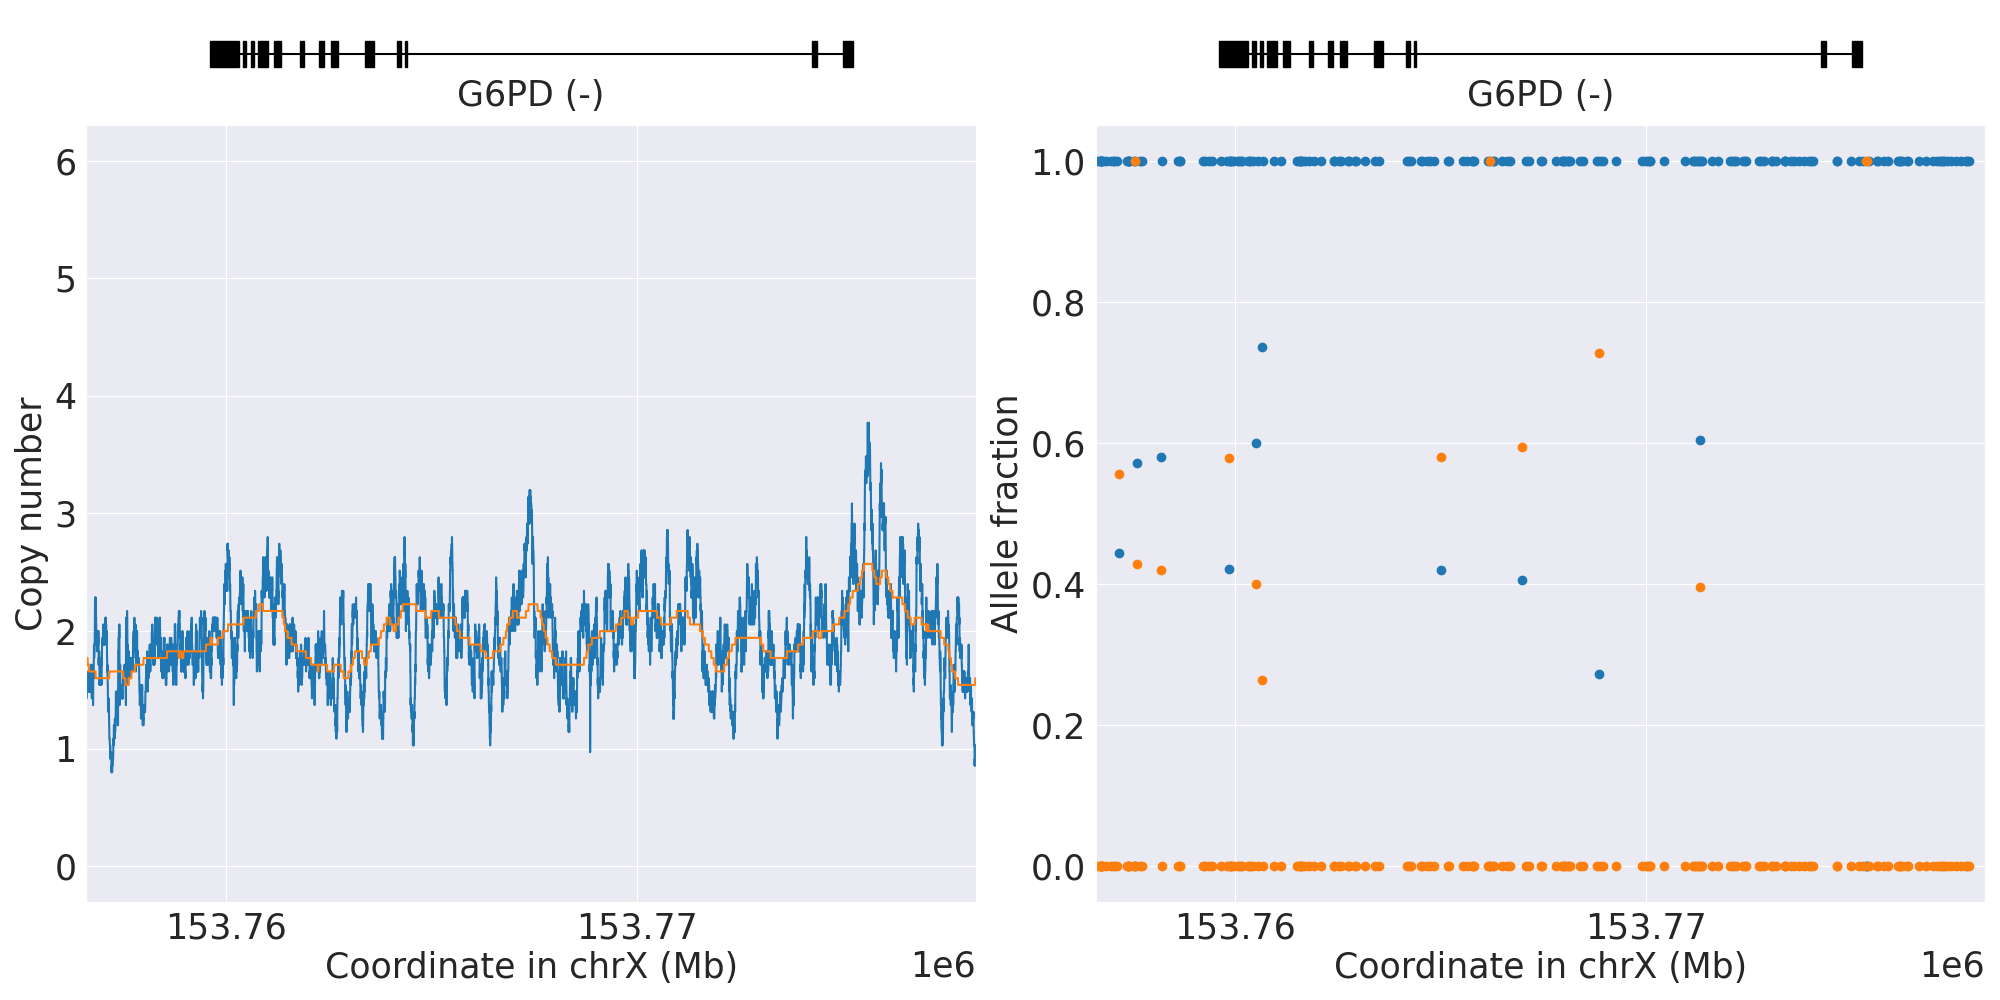 G6PD (-)
G6PD (-)
Copy number
6
5
4
3
2
1
0
153.76
153.77
Coordinate in chrX (Mb)
1e6
Allele fraction
1.0
0.8
0.6
0.4
0.2
0.0
153.76
153.77
Coordinate in chrX (Mb)
1e6